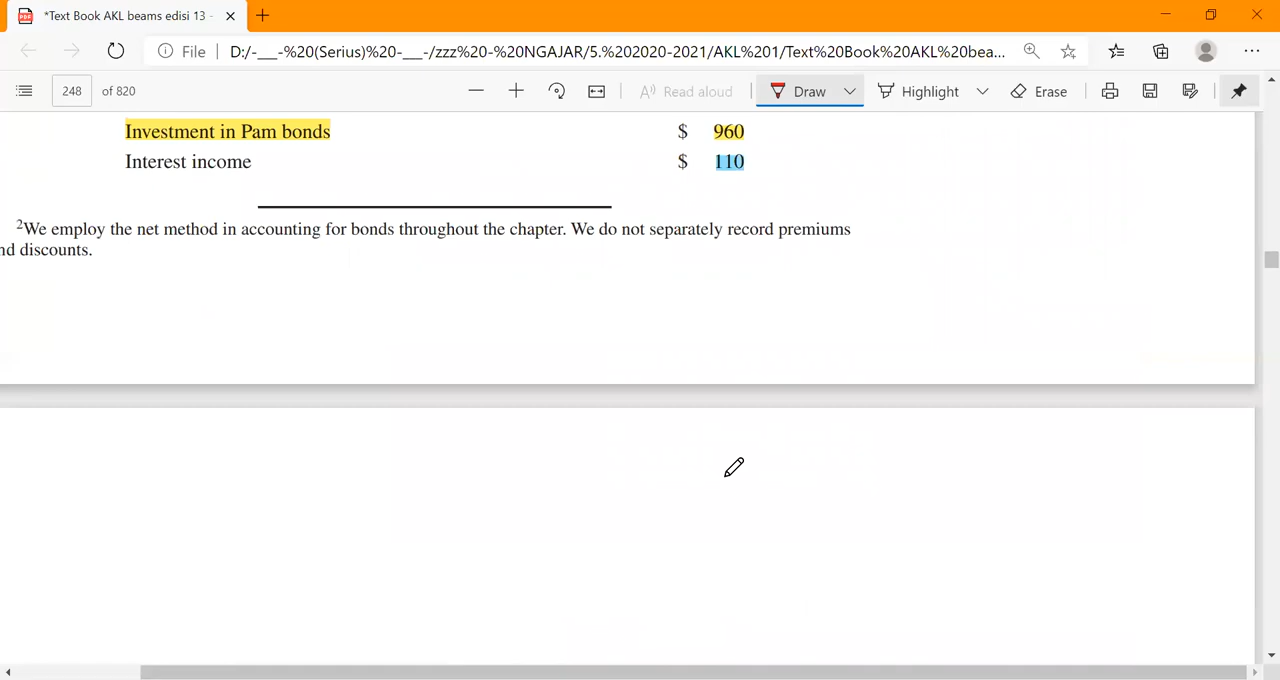 *Text Book AKL beams edisi 13 -
File D:/-___-%20(Serius)%20-___-/zzz%20-%20NGAJAR/5.%202020-2021/AKL%201/Text%20Book%20AKL%20bea...
248 of 820 Read aloud Draw Highlight Erase
Investment in Pam bonds $ 960
Interest income $ 110
2We employ the net method in accounting for bonds throughout the chapter. We do not separately record premiums
nd discounts.